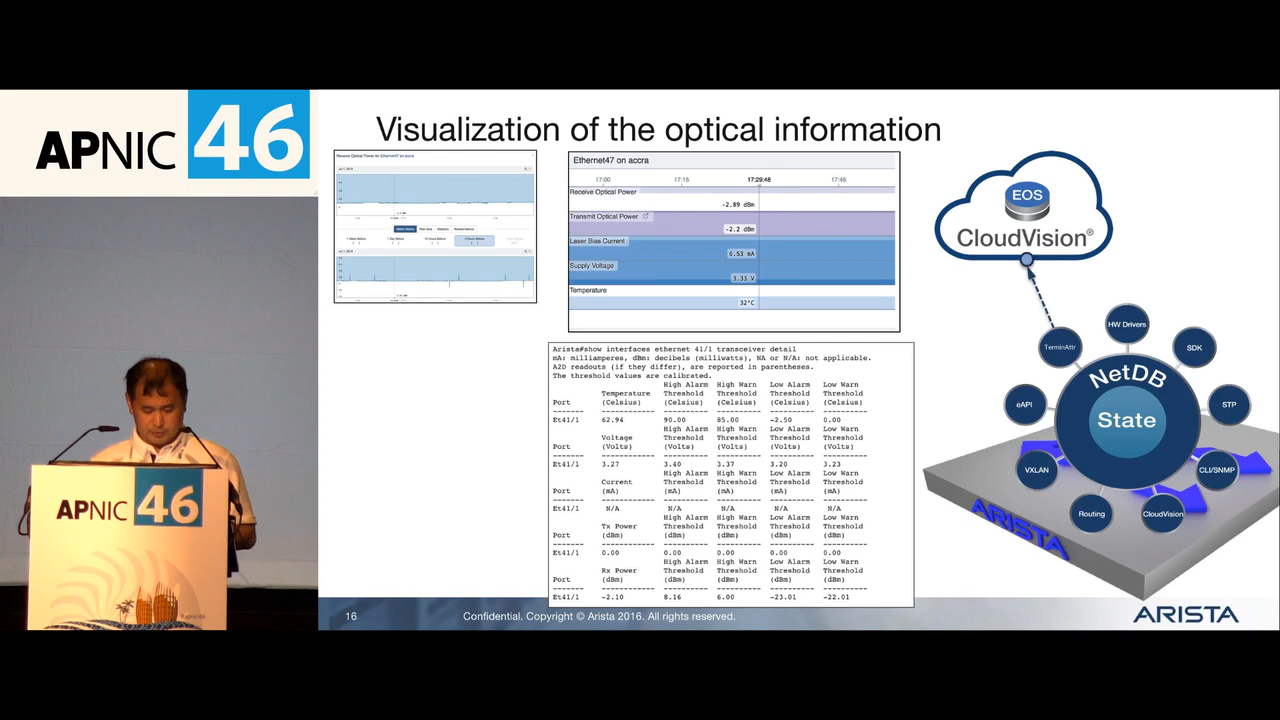 APNIC 46
Visualization of the optical information
Receive Optical Power for Ethernet47 on accra
Ethernet47 on accra
17:00 17:15 17:29:48 17:45
Receive Optical Power
-2.89 dBm
Transmit Optical Power
-2.2 dBm
Laser Bias Current
6.53 mA
Supply Voltage
3.33 V
Temperature
32°C
Arista#show interfaces ethernet 41/1 transceiver detail
mA: milliamperes, dBm: decibels (milliwatts), NA or N/A: not applicable.
A2D readouts (if they differ), are reported in parentheses.
The threshold values are calibrated.
High Alarm High Warn Low Alarm Low Warn
Temperature Threshold Threshold Threshold Threshold
Port (Celsius) (Celsius) (Celsius) (Celsius) (Celsius)
------- ----------- ---------- ---------- ---------- ----------
Et41/1 62.94 90.00 85.00 -2.50 0.00
High Alarm High Warn Low Alarm Low Warn
Voltage Threshold Threshold Threshold Threshold
Port (Volts) (Volts) (Volts) (Volts) (Volts)
------- ----------- ---------- ---------- ---------- ----------
Et41/1 3.27 3.40 3.37 3.20 3.23
High Alarm High Warn Low Alarm Low Warn
Current Threshold Threshold Threshold Threshold
Port (mA) (mA) (mA) (mA) (mA)
------- ----------- ---------- ---------- ---------- ----------
Et41/1 N/A N/A N/A N/A N/A
High Alarm High Warn Low Alarm Low Warn
Tx Power Threshold Threshold Threshold Threshold
Port (dBm) (dBm) (dBm) (dBm) (dBm)
------- ----------- ---------- ---------- ---------- ----------
Et41/1 0.00 0.00 0.00 0.00 0.00
High Alarm High Warn Low Alarm Low Warn
Rx Power Threshold Threshold Threshold Threshold
Port (dBm) (dBm) (dBm) (dBm) (dBm)
------- ----------- ---------- ---------- ---------- ----------
Et41/1 -2.10 8.16 6.00 -23.01 -22.01
EOS
CloudVision®
HW Drivers
TerminAttr
SDK
NetDB
State
eAPI
STP
VXLAN
CLI/SNMP
Routing
CloudVision
ARISTA
16
Confidential. Copyright © Arista 2016. All rights reserved.
ARISTA
APNIC 46
#apnic46